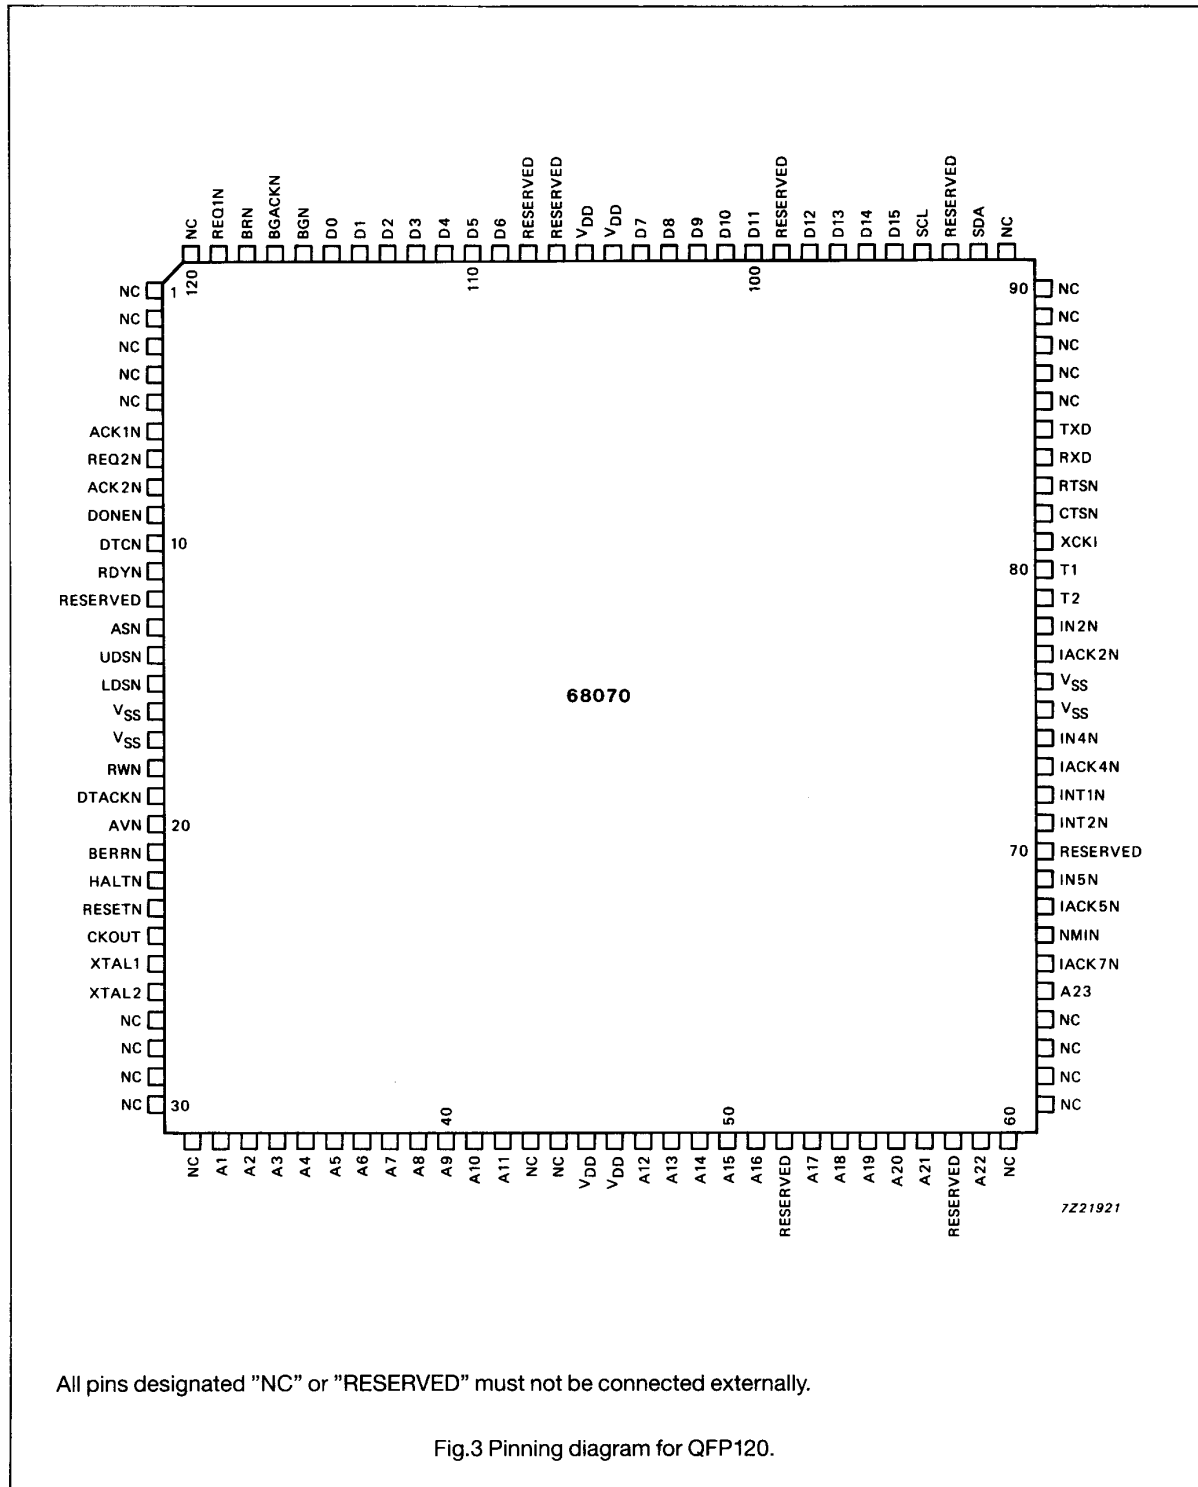 NC
REQ1N
BRN
BGACKN
BGN
D0
D1
D2
D3
D4
D5
D6
RESERVED
RESERVED
VDD
VDD
D7
D8
D9
D10
D11
RESERVED
D12
D13
D14
D15
SCL
RESERVED
SDA
NC
120
110
100
NC 1
NC
NC
NC
NC
ACK1N
REQ2N
ACK2N
DONEN
DTCN 10
RDYN
RESERVED
ASN
UDSN
LDSN
VSS
VSS
RWN
DTACKN
AVN 20
BERRN
HALTN
RESETN
CKOUT
XTAL1
XTAL2
NC
NC
NC
NC 30
68070
90 NC
NC
NC
NC
NC
TXD
RXD
RTSN
CTSN
XCKI
80 T1
T2
IN2N
IACK2N
VSS
VSS
IN4N
IACK4N
INT1N
INT2N
70 RESERVED
IN5N
IACK5N
NMIN
IACK7N
A23
NC
NC
NC
NC
40
50
60
NC
A1
A2
A3
A4
A5
A6
A7
A8
A9
A10
A11
NC
NC
VDD
VDD
A12
A13
A14
A15
A16
RESERVED
A17
A18
A19
A20
A21
RESERVED
A22
NC
7Z21921
All pins designated "NC" or "RESERVED" must not be connected externally.
Fig.3 Pinning diagram for QFP120.